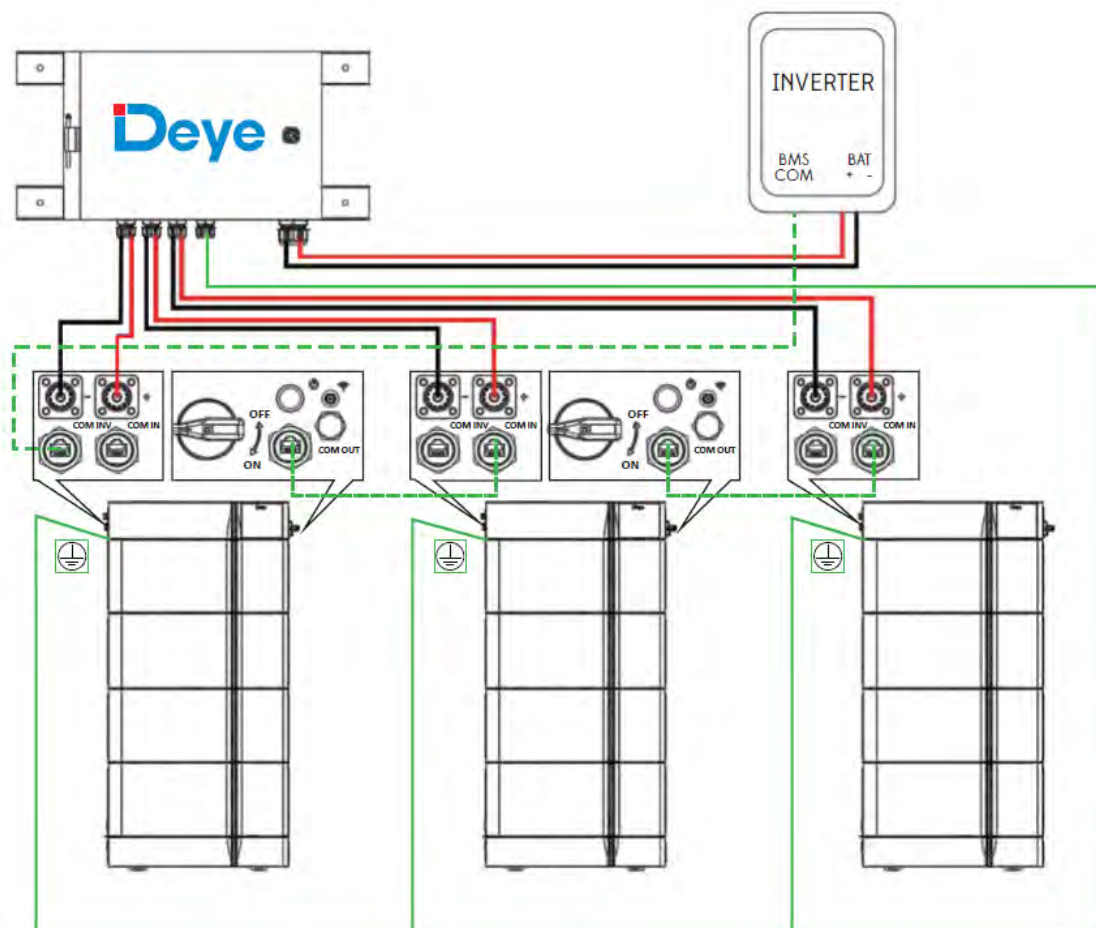 Deye
INVERTER
BMS COM
BAT
+ -
- +
COM INV COM IN
OFF
ON
COM OUT
- +
COM INV COM IN
OFF
ON
COM OUT
- +
COM INV COM IN